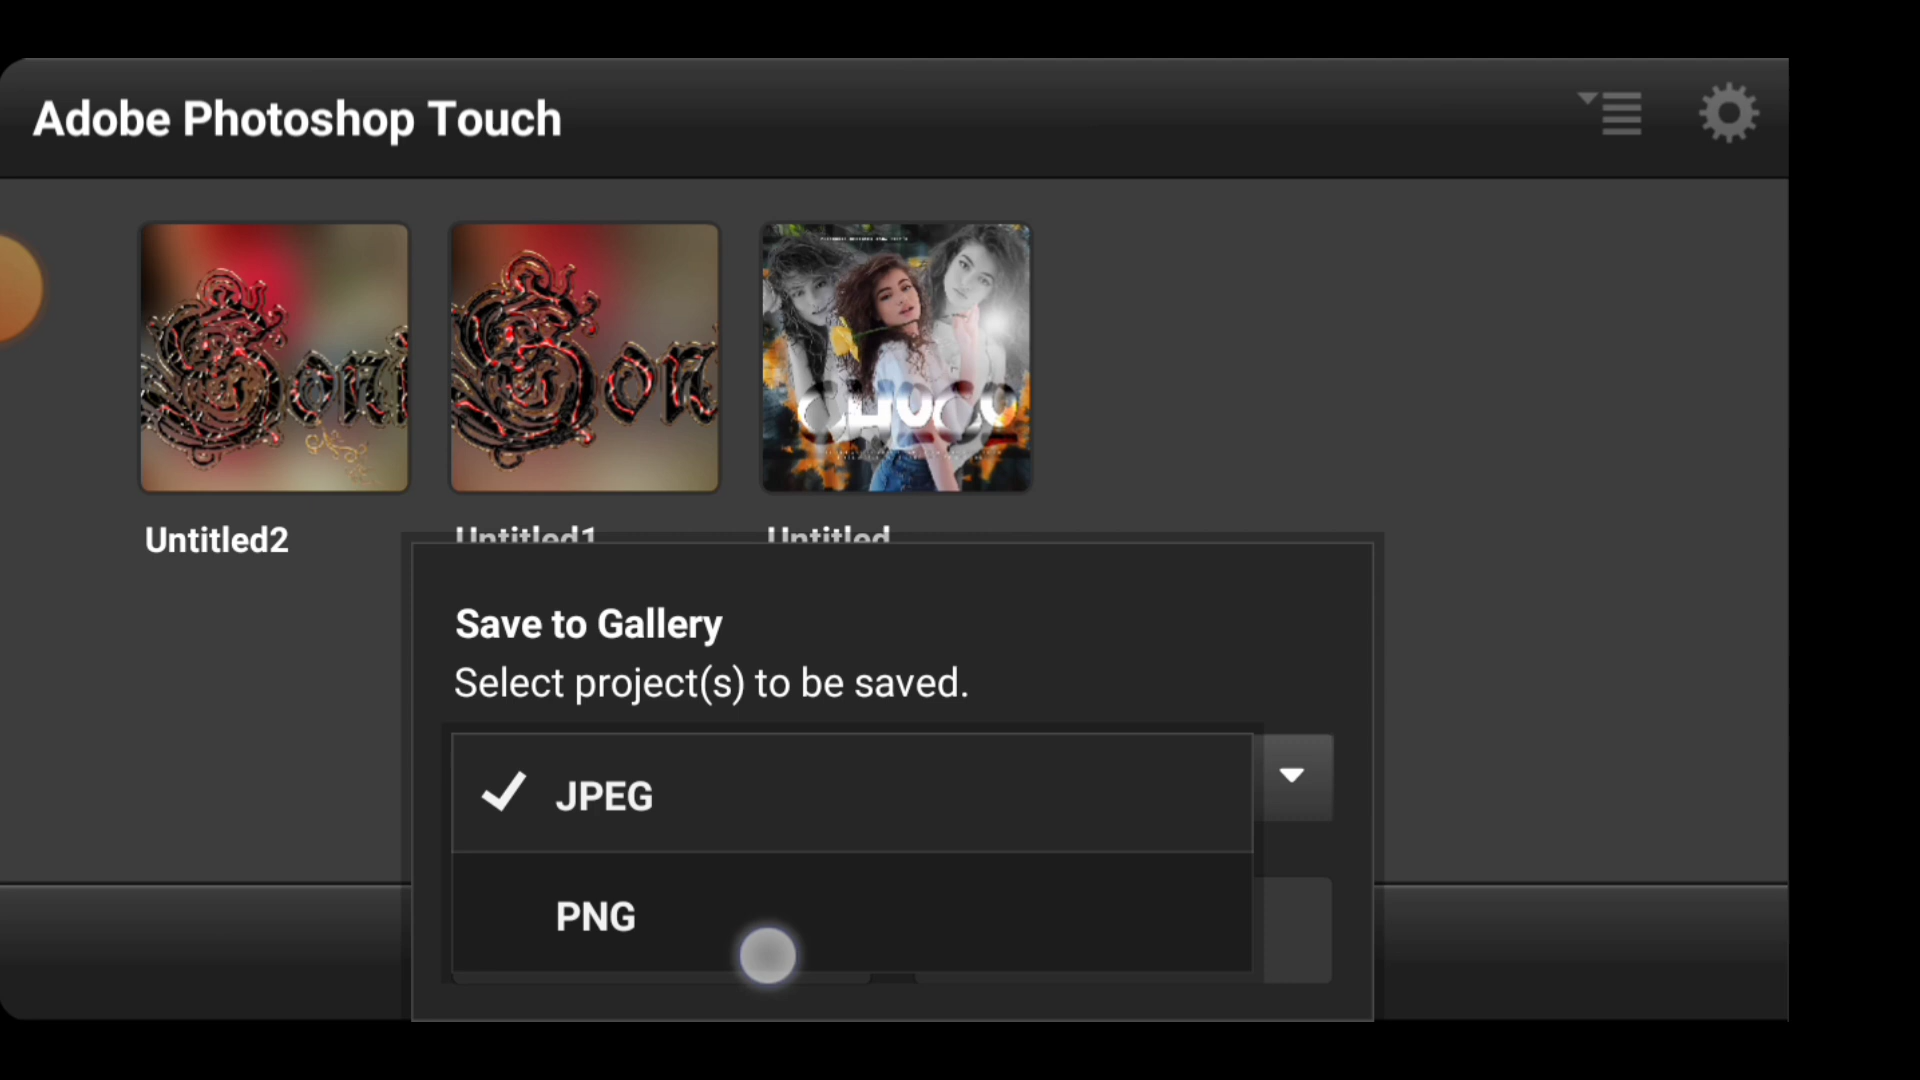 Adobe Photoshop Touch
Untitled2
Untitled1
Untitled
Save to Gallery
Select project(s) to be saved.
JPEG
PNG